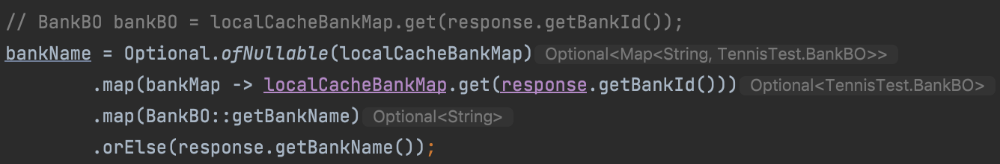 // BankBO bankBO = localCacheBankMap.get(response.getBankId());
bankName = Optional.ofNullable(localCacheBankMap) Optional<Map<String, TennisTest.BankBO>>
.map(bankMap -> localCacheBankMap.get(response.getBankId())) Optional<TennisTest.BankBO>
.map(BankBO::getBankName) Optional<String>
.orElse(response.getBankName());